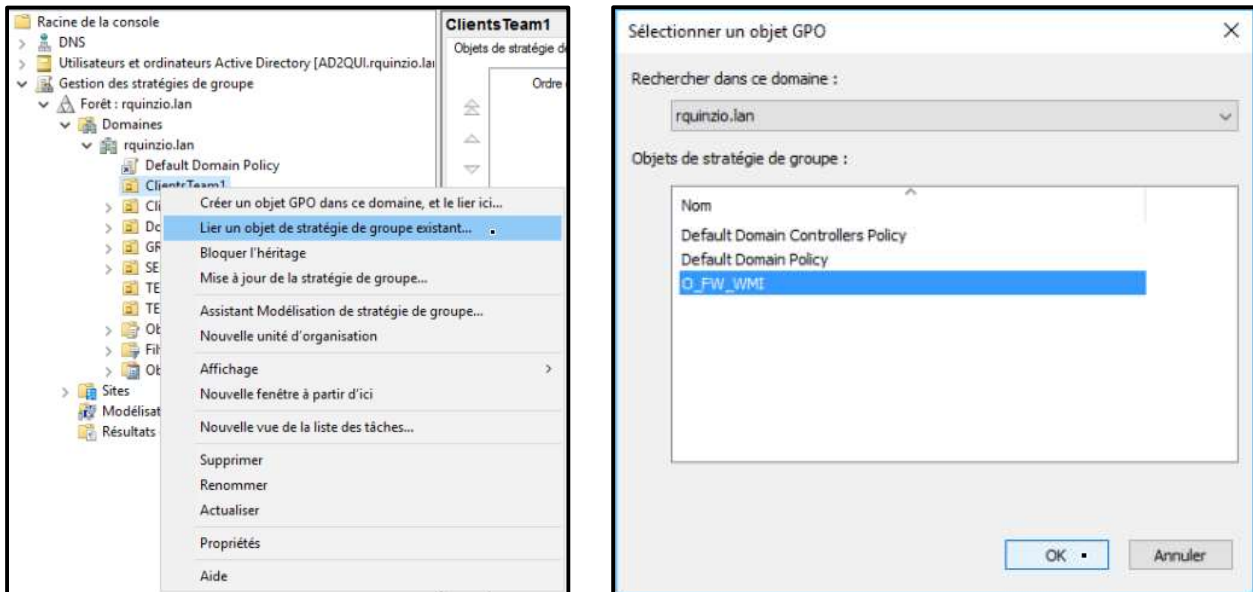 Racine de la console
DNS
Utilisateurs et ordinateurs Active Directory [AD2QUI.rquinzio.lan
Gestion des stratégies de groupe
Forêt : rquinzio.lan
Domaines
rquinzio.lan
Default Domain Policy
ClientsTeam1
Cli
Do
GR
SE
TE
TE
Ob
Filt
Ob
Sites
Modélisat
Résultats
ClientsTeam1
Objets de stratégie de
Ordre
Créer un objet GPO dans ce domaine, et le lier ici...
Lier un objet de stratégie de groupe existant...
Bloquer l'héritage
Mise à jour de la stratégie de groupe...
Assistant Modélisation de stratégie de groupe...
Nouvelle unité d'organisation
Affichage
Nouvelle fenêtre à partir d'ici
Nouvelle vue de la liste des tâches...
Supprimer
Renommer
Actualiser
Propriétés
Aide
Sélectionner un objet GPO
Rechercher dans ce domaine :
rquinzio.lan
Objets de stratégie de groupe :
Nom
Default Domain Controllers Policy
Default Domain Policy
O_FW_WMI
OK
Annuler